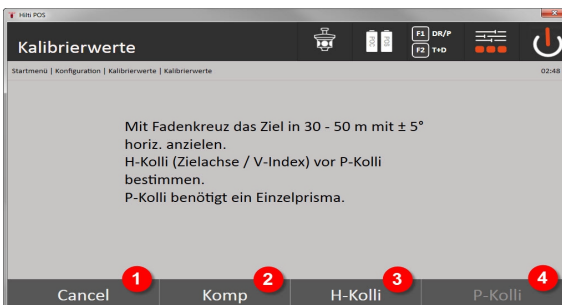 Hilti POS
Kalibrierwerte
POC
POS
F1 DR/P
F2 T+D
Startmenü | Konfiguration | Kalibrierwerte | Kalibrierwerte
02:48
Mit Fadenkreuz das Ziel in 30 - 50 m mit ± 5°
horiz. anzielen.
H-Kolli (Zielachse / V-Index) vor P-Kolli
bestimmen.
P-Kolli benötigt ein Einzelprisma.
1
2
3
4
Cancel
Komp
H-Kolli
P-Kolli